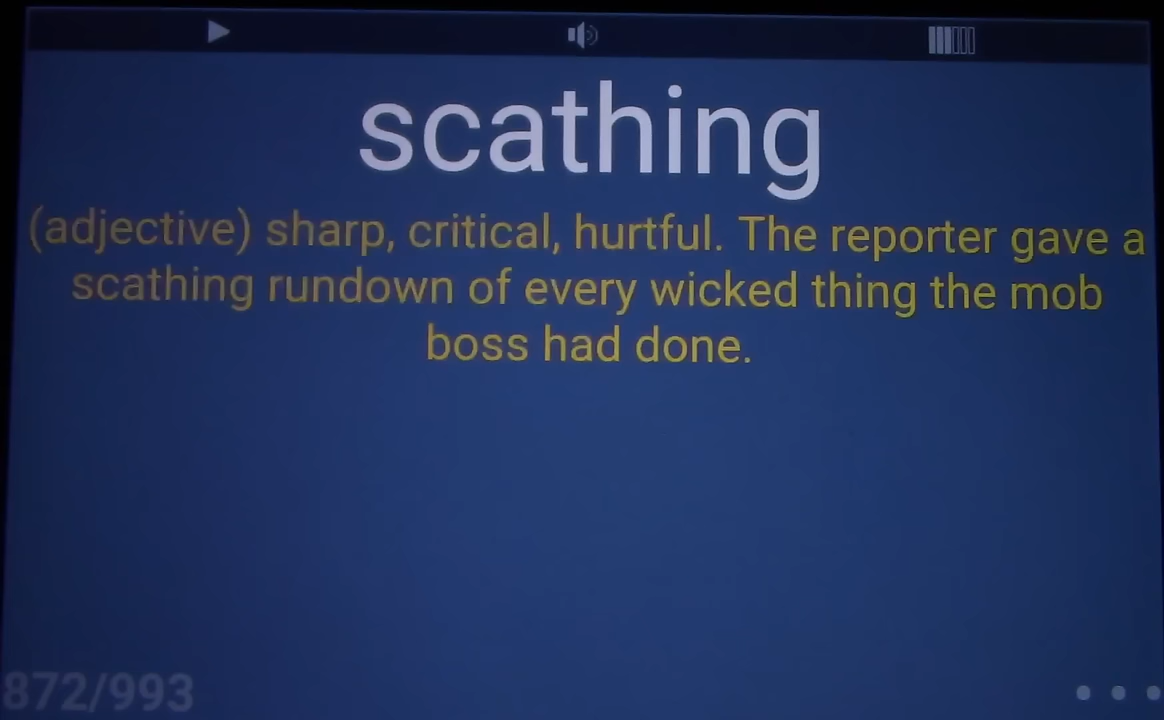 scathing
(adjective) sharp, critical, hurtful. The reporter gave a
scathing rundown of every wicked thing the mob
boss had done.
872/993